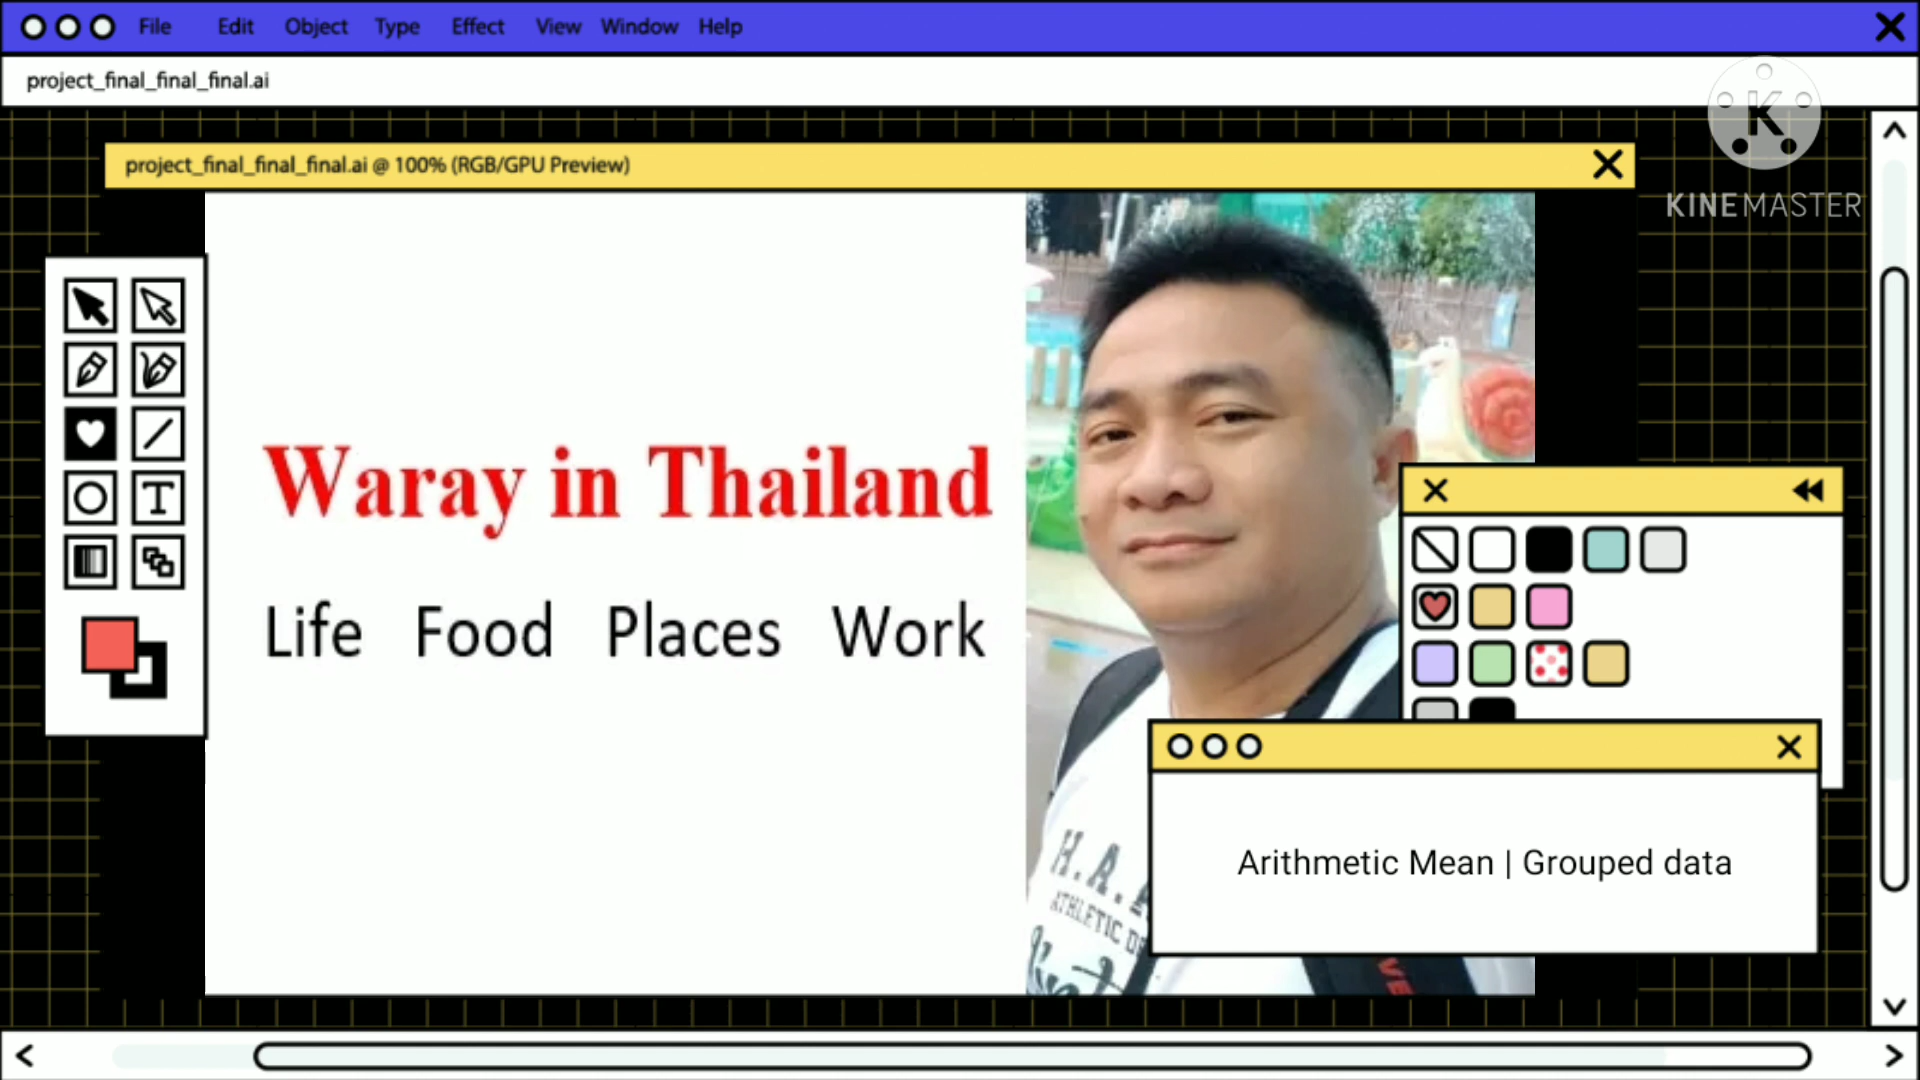 File Edit Object Type Effect View Window Help
project_final_final_final.ai
project_final_final_final.ai @ 100% (RGB/GPU Preview)
K
KINEMASTER
Waray in Thailand
Life Food Places Work
Arithmetic Mean | Grouped data
H.A.
ATHLETIC